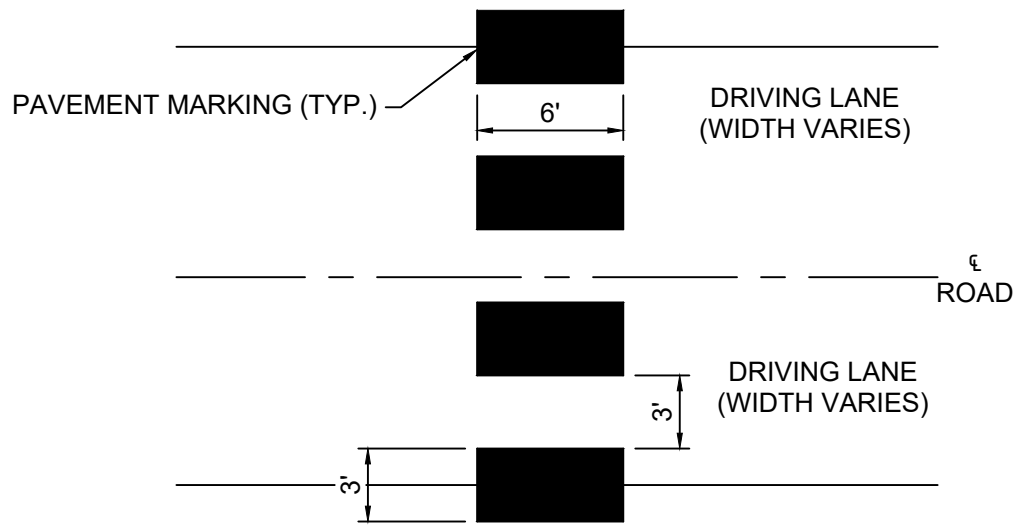 PAVEMENT MARKING (TYP.)
6'
DRIVING LANE
(WIDTH VARIES)
℄
ROAD
DRIVING LANE
(WIDTH VARIES)
3'
3'